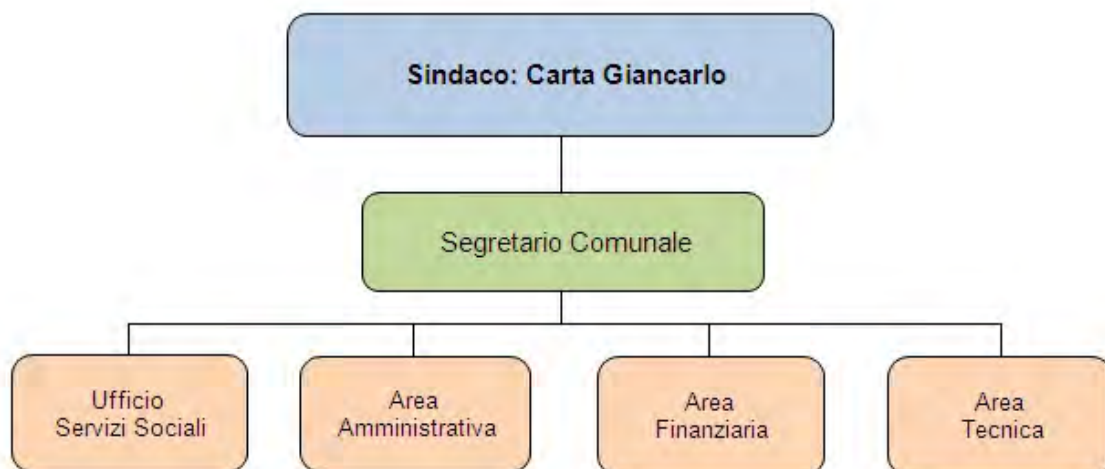 Sindaco: Carta Giancarlo
Segretario Comunale
Ufficio
Servizi Sociali
Area
Amministrativa
Area
Finanziaria
Area
Tecnica